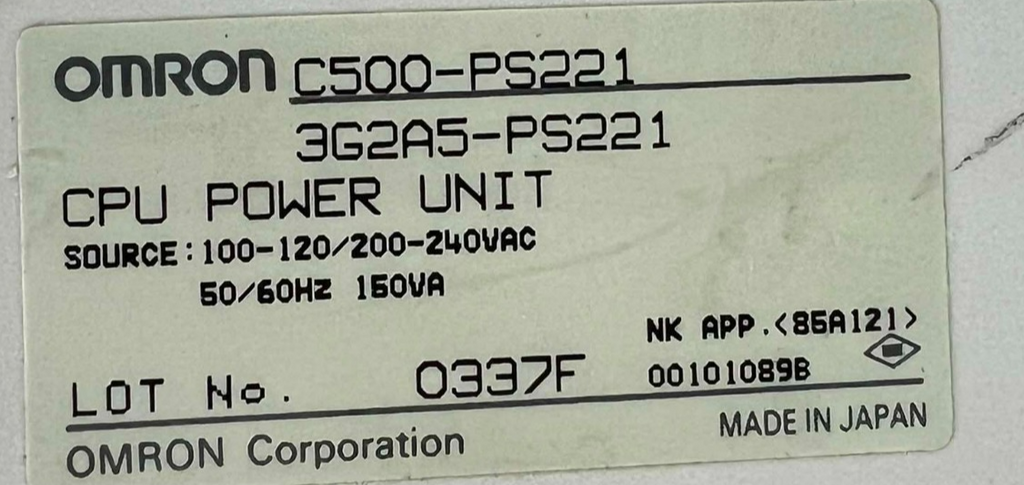 OMRON C500-PS221
3G2A5-PS221
CPU POWER UNIT
SOURCE: 100-120/200-240VAC
50/60Hz 150VA
NK APP.<85A121>
LOT No. 0337F 00101089B
OMRON Corporation MADE IN JAPAN